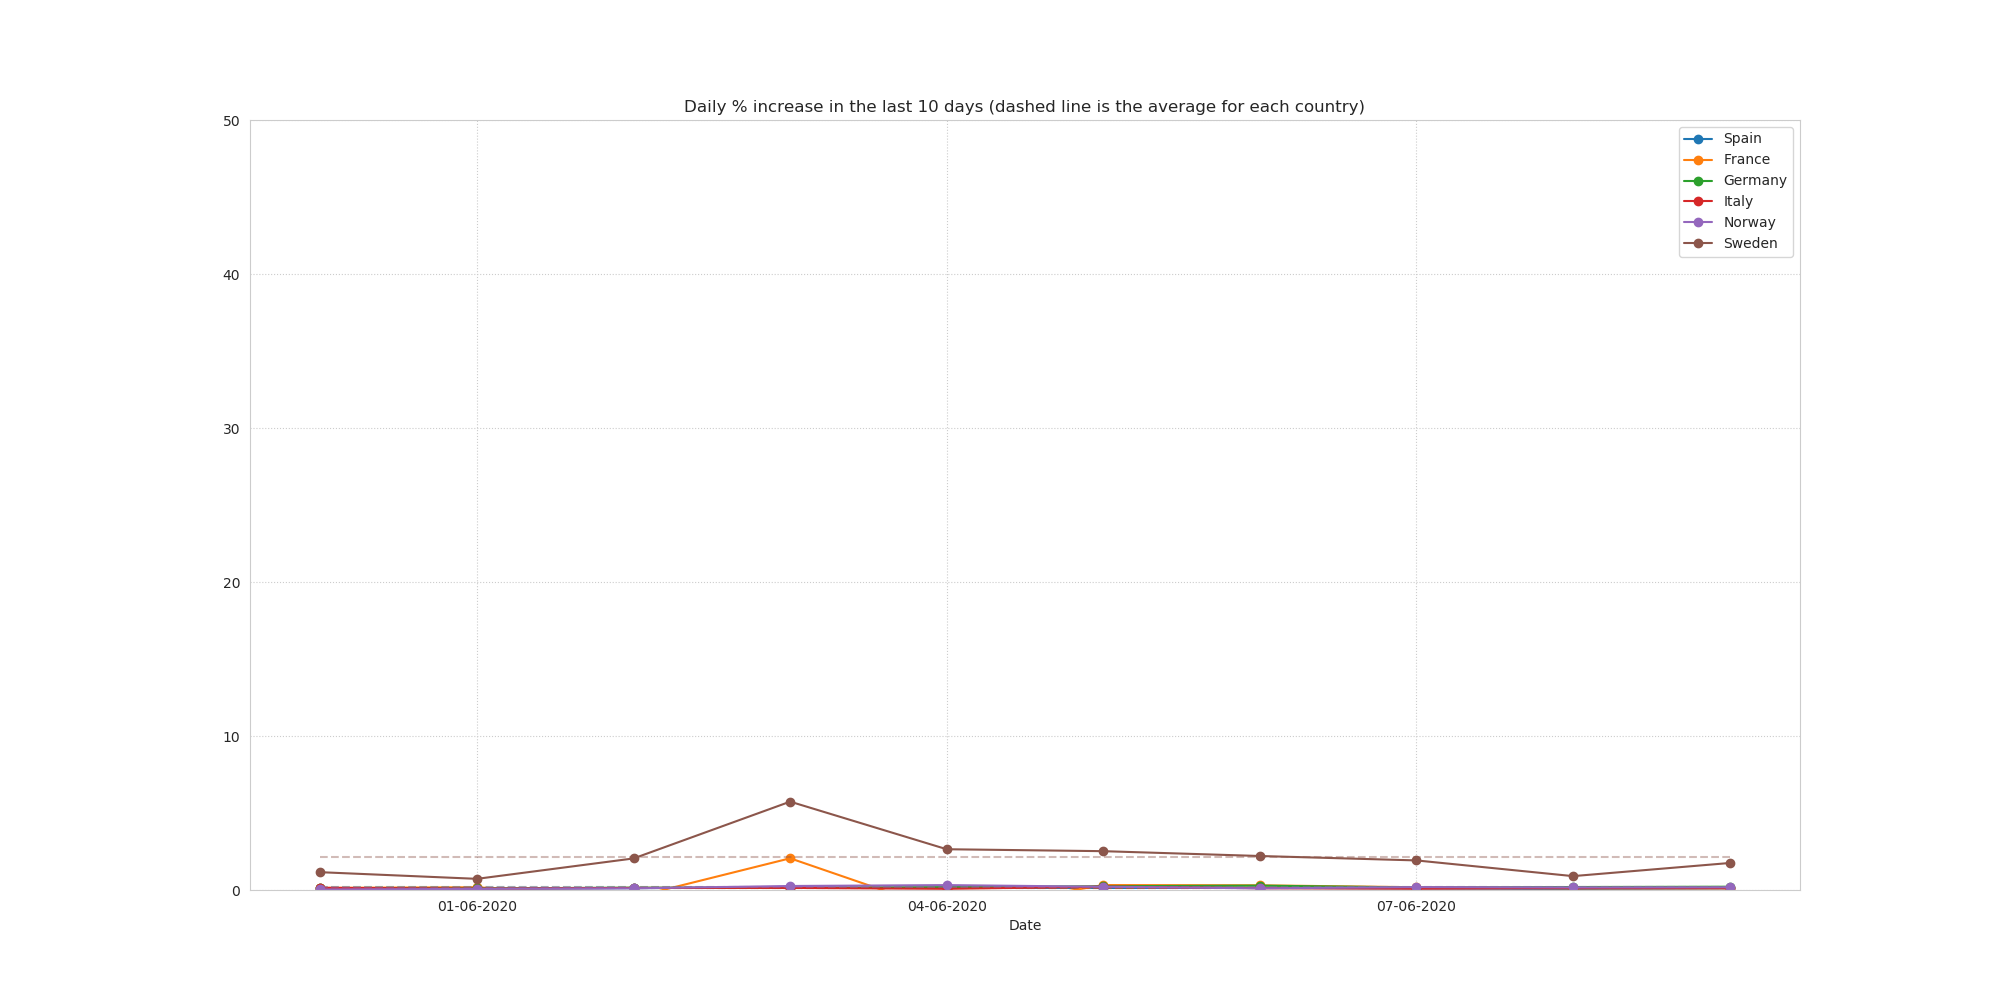 Daily % increase in the last 10 days (dashed line is the average for each country)
50
40
30
20
10
0
Spain
France
Germany
Italy
Norway
Sweden
01-06-2020
04-06-2020
07-06-2020
Date